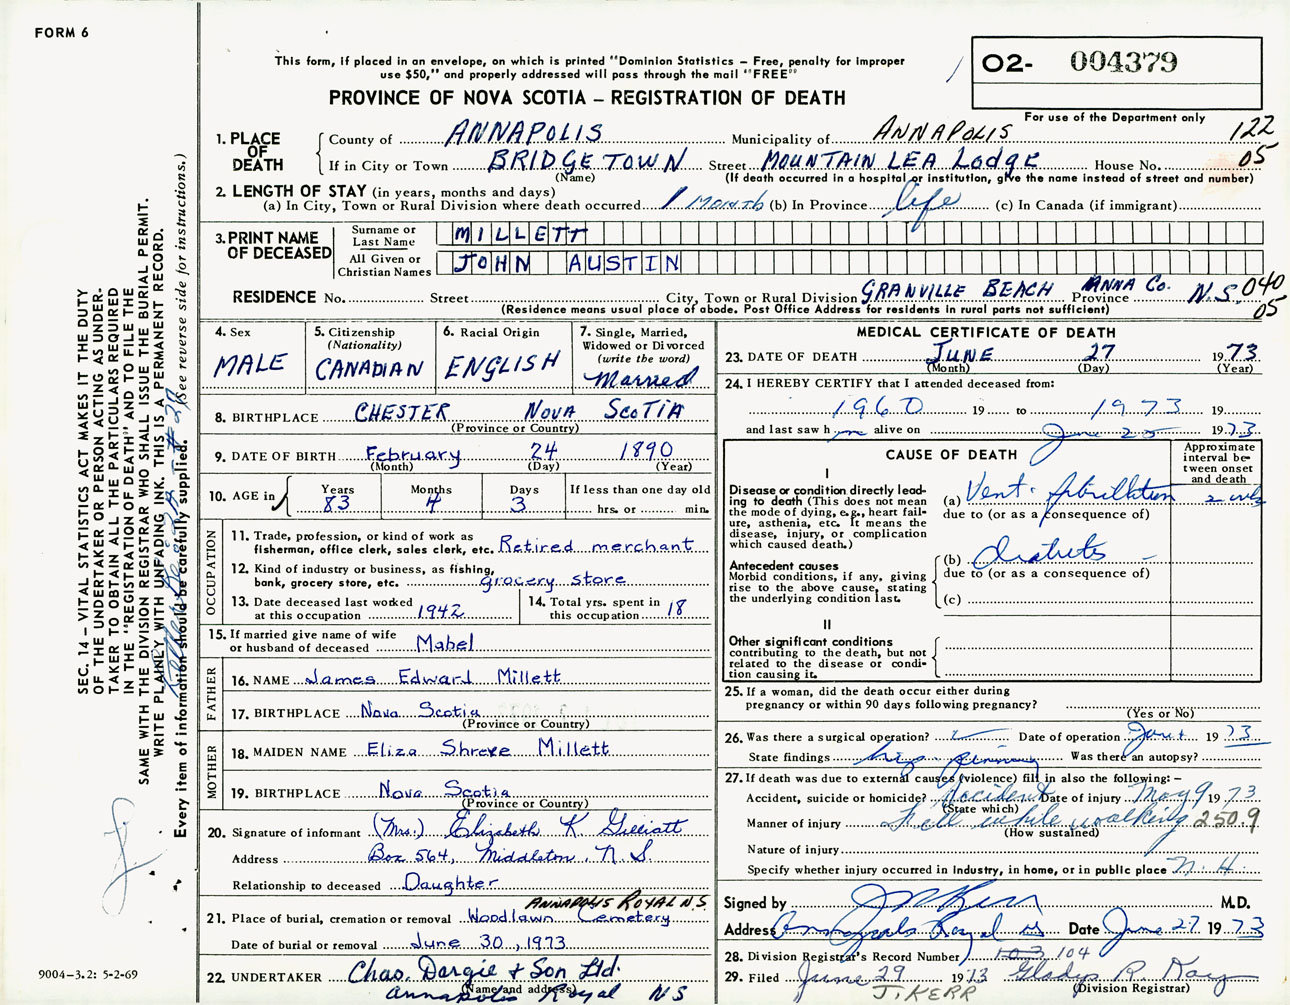 FORM 6
This form, if placed in an envelope, on which is printed "Dominion Statistics – Free, penalty for improper
use $50," and properly addressed will pass through the mail "FREE"
PROVINCE OF NOVA SCOTIA – REGISTRATION OF DEATH
O2- 004379
For use of the Department only
122
05
1. PLACE OF DEATH
County of ANNAPOLIS Municipality of ANNAPOLIS
If in City or Town BRIDGETOWN Street MOUNTAIN LEA Lodge House No.
(Name) (If death occurred in a hospital or institution, give the name instead of street and number)
2. LENGTH OF STAY (in years, months and days)
(a) In City, Town or Rural Division where death occurred 1 month (b) In Province life (c) In Canada (if immigrant)
3. PRINT NAME OF DECEASED
Surname or Last Name MILLETT
All Given or Christian Names JOHN AUSTIN
RESIDENCE No. Street City, Town or Rural Division GRANVILLE BEACH ANNA Co. Province N.S. 040
05
(Residence means usual place of abode. Post Office Address for residents in rural parts not sufficient)
4. Sex MALE
5. Citizenship (Nationality) CANADIAN
6. Racial Origin ENGLISH
7. Single, Married, Widowed or Divorced (write the word) Married
8. BIRTHPLACE CHESTER NOVA SCOTIA
(Province or Country)
9. DATE OF BIRTH February 24 1890
(Month) (Day) (Year)
10. AGE in Years 83 Months 4 Days 3 If less than one day old hrs. or min.
OCCUPATION
11. Trade, profession, or kind of work as
fisherman, office clerk, sales clerk, etc. Retired merchant
12. Kind of industry or business, as fishing,
bank, grocery store, etc. grocery store
13. Date deceased last worked
at this occupation 1942
14. Total yrs. spent in
this occupation 18
15. If married give name of wife
or husband of deceased Mabel
FATHER
16. NAME James Edward Millett
17. BIRTHPLACE Nova Scotia
(Province or Country)
MOTHER
18. MAIDEN NAME Eliza Shreve Millett
19. BIRTHPLACE Nova Scotia
(Province or Country)
20. Signature of informant (Mrs.) Elizabeth K Gilliatt
Address Box 564, Middleton, N.S.
Relationship to deceased Daughter
ANNAPOLIS ROYAL N.S
21. Place of burial, cremation or removal Woodlawn Cemetery
Date of burial or removal June 30, 1973
22. UNDERTAKER Chas. Dargie & Son Ltd.
(Name and address)
Annapolis Royal NS
MEDICAL CERTIFICATE OF DEATH
23. DATE OF DEATH JUNE 27 1973
(Month) (Day) (Year)
24. I HEREBY CERTIFY that I attended deceased from:
1960 19 to 1973 19
and last saw h im alive on June 25 1973
CAUSE OF DEATH
Approximate interval between onset and death
I
Disease or condition directly leading to death (This does not mean
the mode of dying, e.g., heart failure, asthenia, etc. It means the
disease, injury, or complication
which caused death.)
(a) Vent. fibrillation 2 wks
due to (or as a consequence of)
Antecedent causes
Morbid conditions, if any, giving
rise to the above cause, stating
the underlying condition last.
(b) diabetes
due to (or as a consequence of)
(c)
II
Other significant conditions
contributing to the death, but not
related to the disease or condition causing it.
25. If a woman, did the death occur either during
pregnancy or within 90 days following pregnancy?
(Yes or No)
26. Was there a surgical operation? Date of operation June 1973
State findings hip pinning Was there an autopsy?
27. If death was due to external causes (violence) fill in also the following: –
Accident, suicide or homicide? Accident Date of injury May 9 1973
(State which)
Manner of injury Fell while walking 250.9
(How sustained)
Nature of injury
Specify whether injury occurred in industry, in home, or in public place N.H.
Signed by M.D.
Address Annapolis Royal NS Date June 27 1973
28. Division Registrar's Record Number 103 104
29. Filed June 29 1973 Gladys R. Kay
J. KERR (Division Registrar)
SEC. 14 – VITAL STATISTICS ACT MAKES IT THE DUTY
OF THE UNDERTAKER OR PERSON ACTING AS UNDERTAKER TO OBTAIN ALL THE PARTICULARS REQUIRED
IN THE "REGISTRATION OF DEATH" AND TO FILE THE
SAME WITH THE DIVISION REGISTRAR WHO SHALL ISSUE THE BURIAL PERMIT.
WRITE PLAINLY WITH UNFADING INK. THIS IS A PERMANENT RECORD.
Every item of information should be carefully supplied. (See reverse side for instructions.)
9004-3.2: 5-2-69